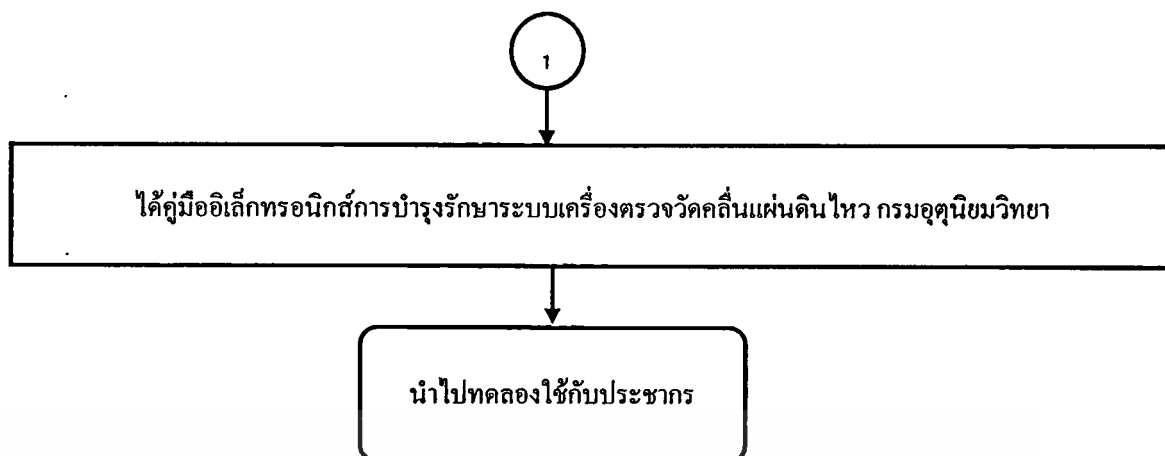 1
ได้คู่มืออิเล็กทรอนิกส์การบำรุงรักษาระบบเครื่องตรวจวัดคลื่นแผ่นดินไหว กรมอุตุนิยมวิทยา
นำไปทดลองใช้กับประชากร